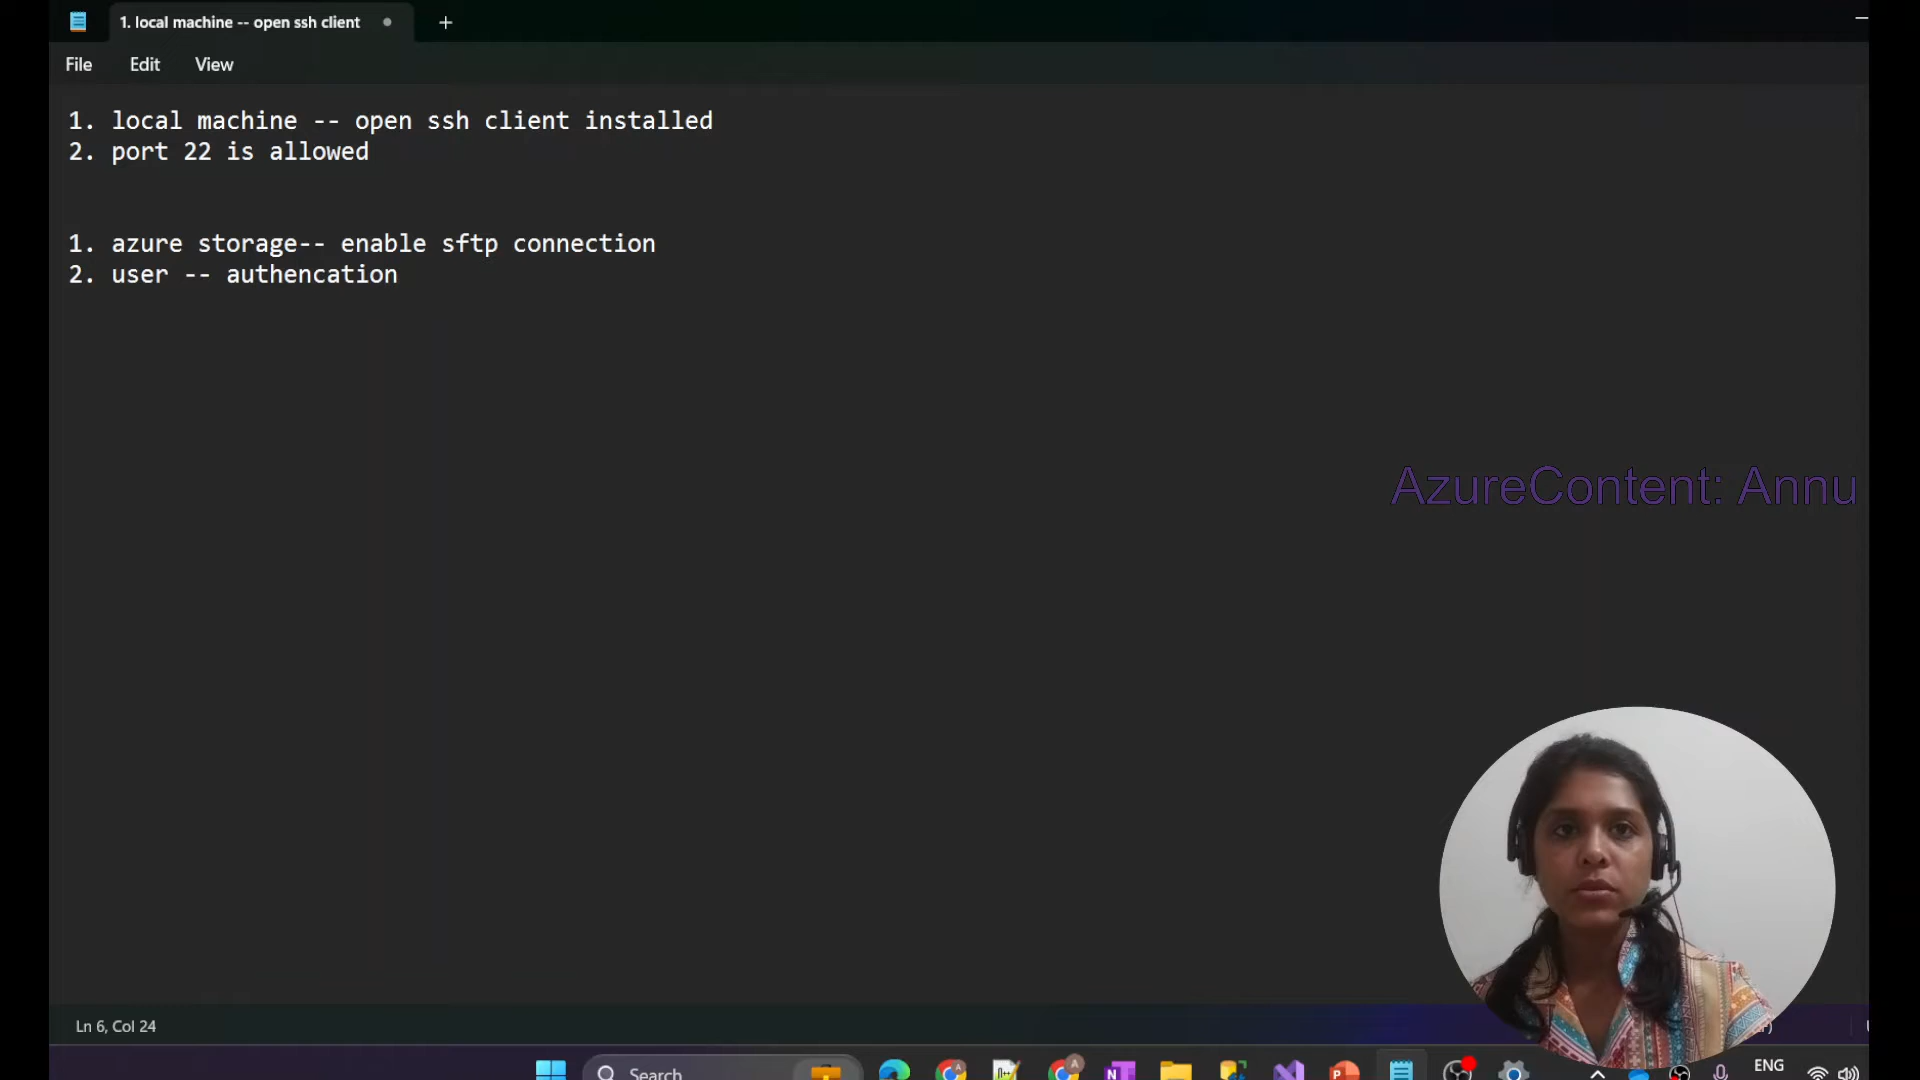 1. local machine -- open ssh client
File Edit View
1. local machine -- open ssh client installed
2. port 22 is allowed
1. azure storage-- enable sftp connection
2. user -- authencation
AzureContent: Annu
Ln 6, Col 24
Search
ENG